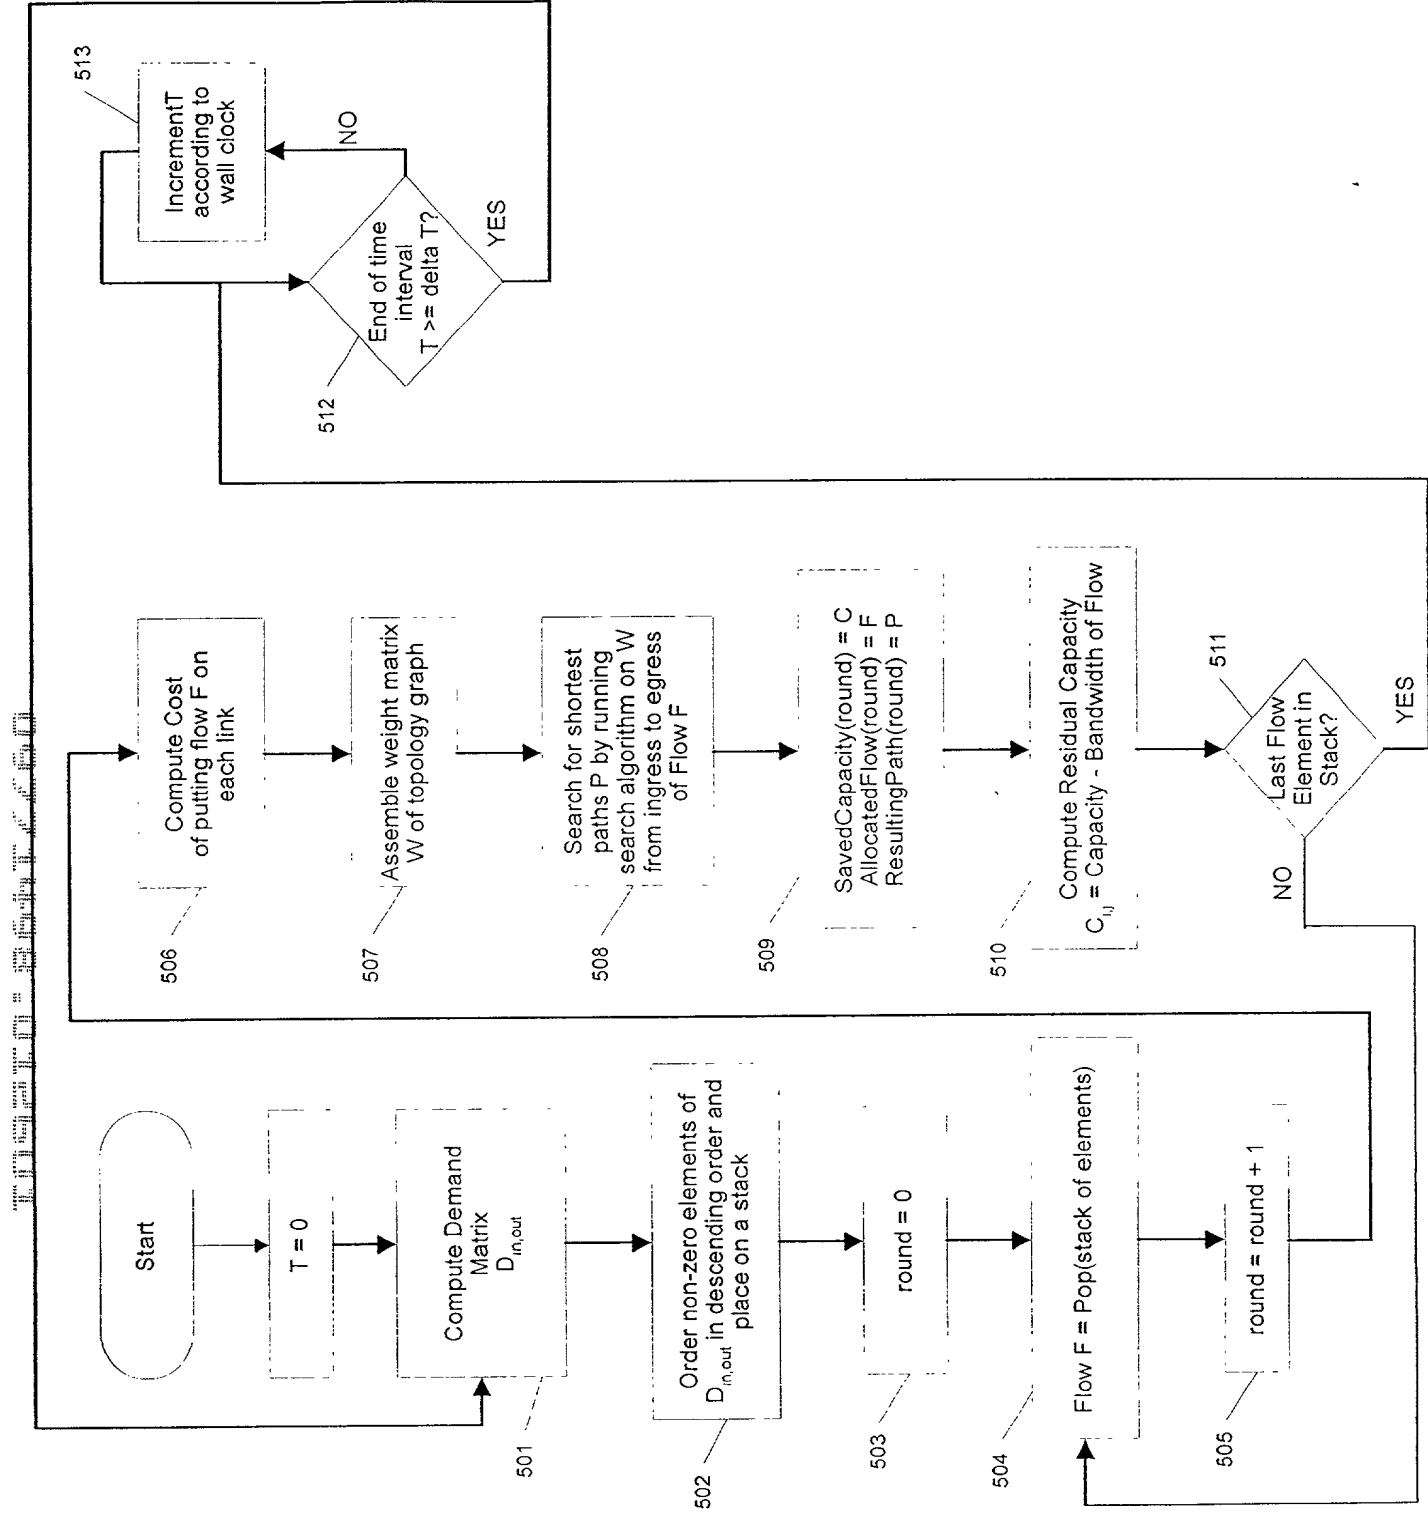 Start
T = 0
Compute Demand
Matrix
D in,out
501
Order non-zero elements of
D in,out in descending order and
place on a stack
502
round = 0
503
Flow F = Pop(stack of elements)
504
round = round + 1
505
Compute Cost
of putting flow F on
each link
506
Assemble weight matrix
W of topology graph
507
Search for shortest
paths P by running
search algorithm on W
from ingress to egress
of Flow F
508
SavedCapacity(round) = C
AllocatedFlow(round) = F
ResultingPath(round) = P
509
Compute Residual Capacity
C i,j = Capacity - Bandwidth of Flow
510
Last Flow
Element in
Stack?
511
NO
YES
End of time
interval
T >= delta T?
512
NO
YES
IncrementT
according to
wall clock
513